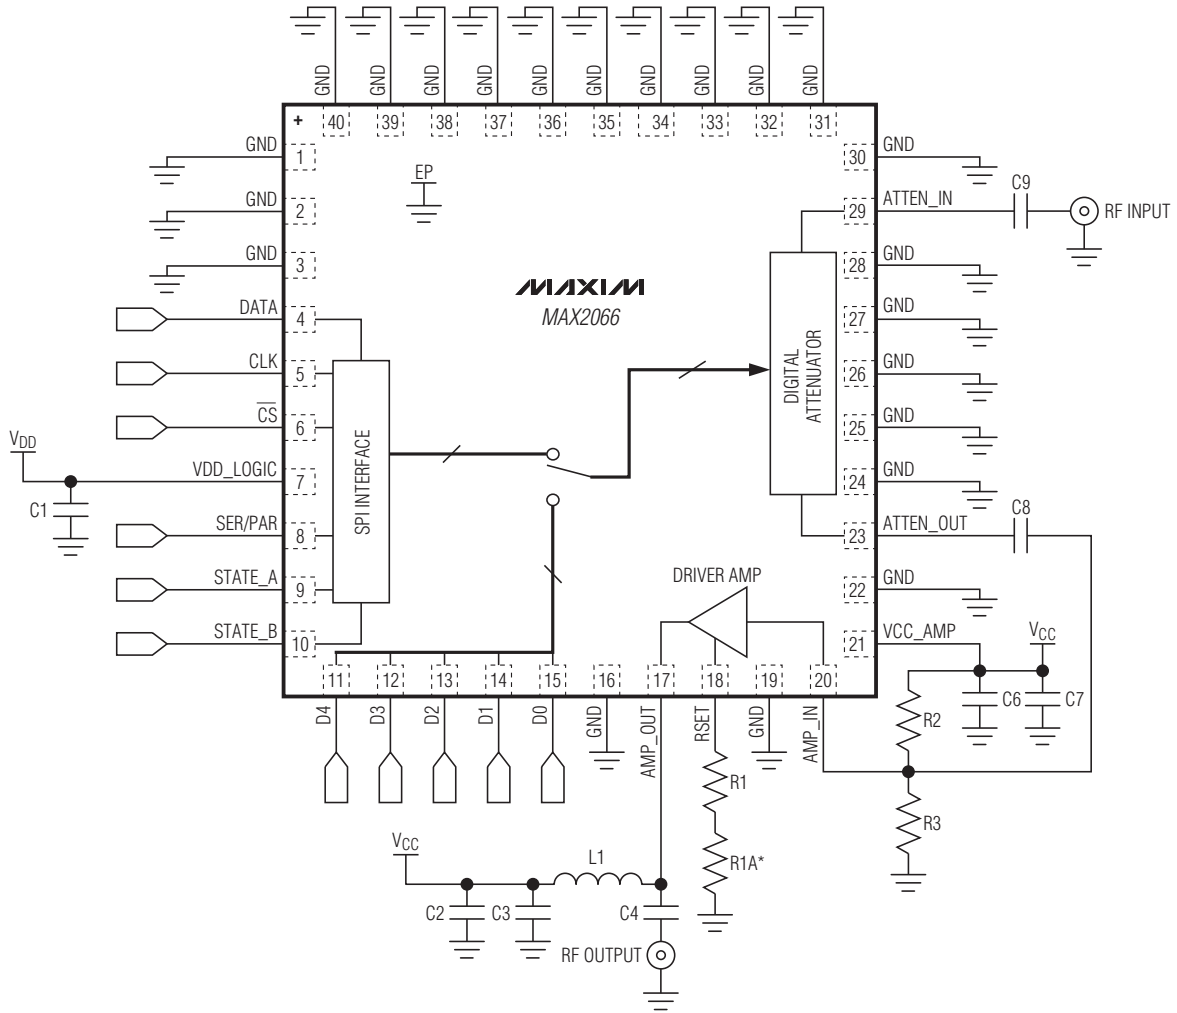 GND GND GND GND GND GND GND GND GND GND
+ 40 39 38 37 36 35 34 33 32 31
GND 1 30 GND
EP
C9
GND 2 29 ATTEN_IN RF INPUT
GND 3 28 GND
MAXIM
MAX2066
DATA 4 27 GND
CLK 5 26 GND
DIGITAL
ATTENUATOR
CS 6 25 GND
VDD
VDD_LOGIC 7 24 GND
SPI INTERFACE
C1
C8
SER/PAR 8 23 ATTEN_OUT
STATE_A 9 22 GND
DRIVER AMP
STATE_B 10 21 VCC_AMP VCC
11 12 13 14 15 16 17 18 19 20
C6 C7
R2
D4 D3 D2 D1 D0 GND AMP_OUT RSET GND AMP_IN
R1
R3
VCC
L1
R1A*
C2 C3 C4
RF OUTPUT